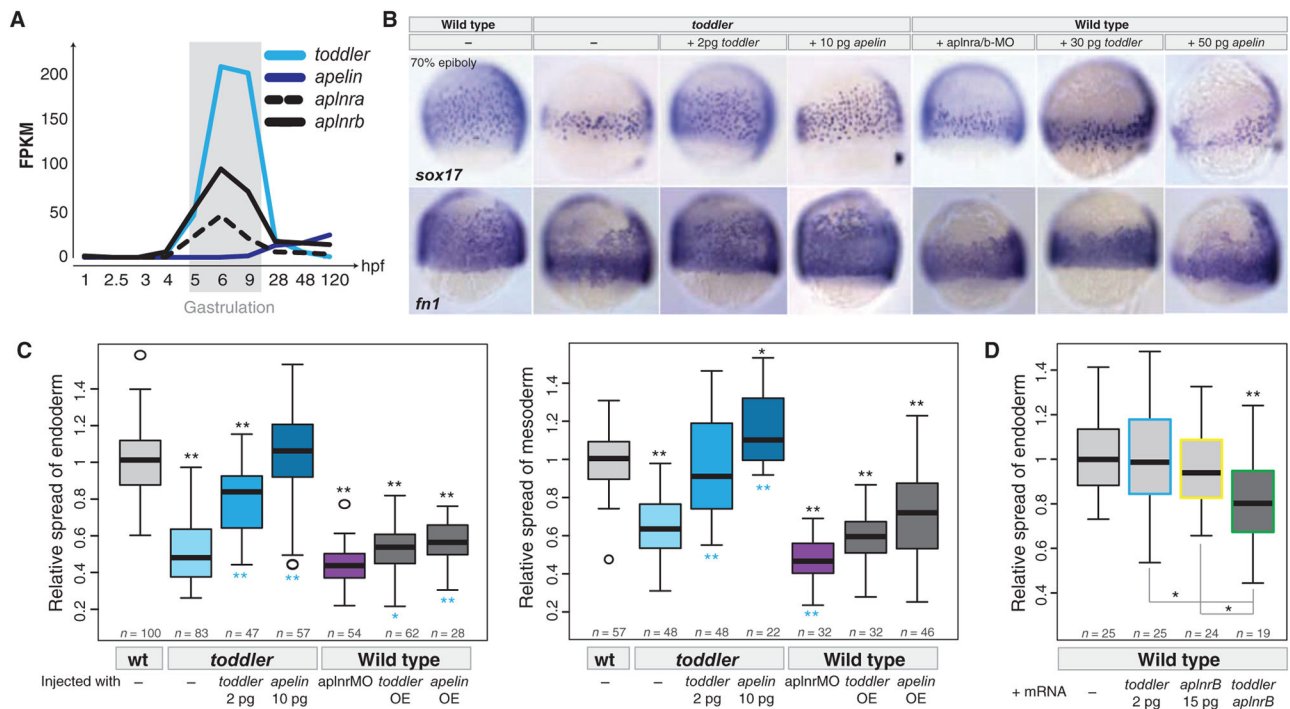 A
FPKM
200
150
100
50
0
toddler
apelin
aplnra
aplnrb
1 2.5 3 4 5 6 9 28 48 120
hpf
Gastrulation
B
Wild type toddler Wild type
– – + 2pg toddler + 10 pg apelin + aplnra/b-MO + 30 pg toddler + 50 pg apelin
70% epiboly
sox17
fn1
C
Relative spread of endoderm
1.4
1.2
1
0.8
0.6
0.4
0.2
** ** ** ** **
** ** * **
n = 100 n = 83 n = 47 n = 57 n = 54 n = 62 n = 28
wt toddler Wild type
Injected with – – toddler apelin aplnrMO toddler apelin
2 pg 10 pg OE OE
Relative spread of mesoderm
1.4
1.2
1
0.8
0.6
0.4
0.2
** * ** ** **
** ** **
n = 57 n = 48 n = 48 n = 22 n = 32 n = 32 n = 46
wt toddler Wild type
– – toddler apelin aplnrMO toddler apelin
2 pg 10 pg OE OE
D
Relative spread of endoderm
1.4
1.2
1
0.8
0.6
0.4
**
*
*
n = 25 n = 25 n = 24 n = 19
Wild type
+ mRNA – toddler aplnrB toddler
2 pg 15 pg aplnrB